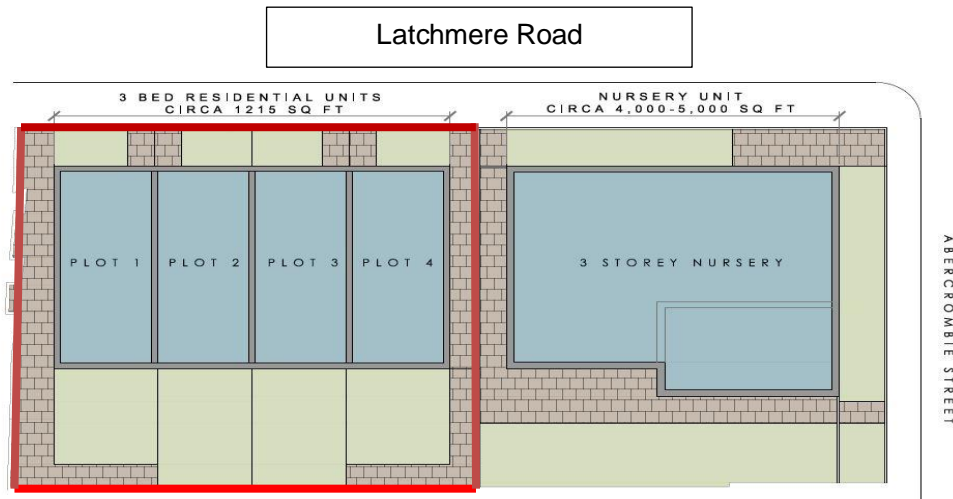 Latchmere Road
3 BED RESIDENTIAL UNITS
CIRCA 1215 SQ FT
NURSERY UNIT
CIRCA 4,000-5,000 SQ FT
PLOT 1
PLOT 2
PLOT 3
PLOT 4
3 STOREY NURSERY
ABERCROMBIE STREET